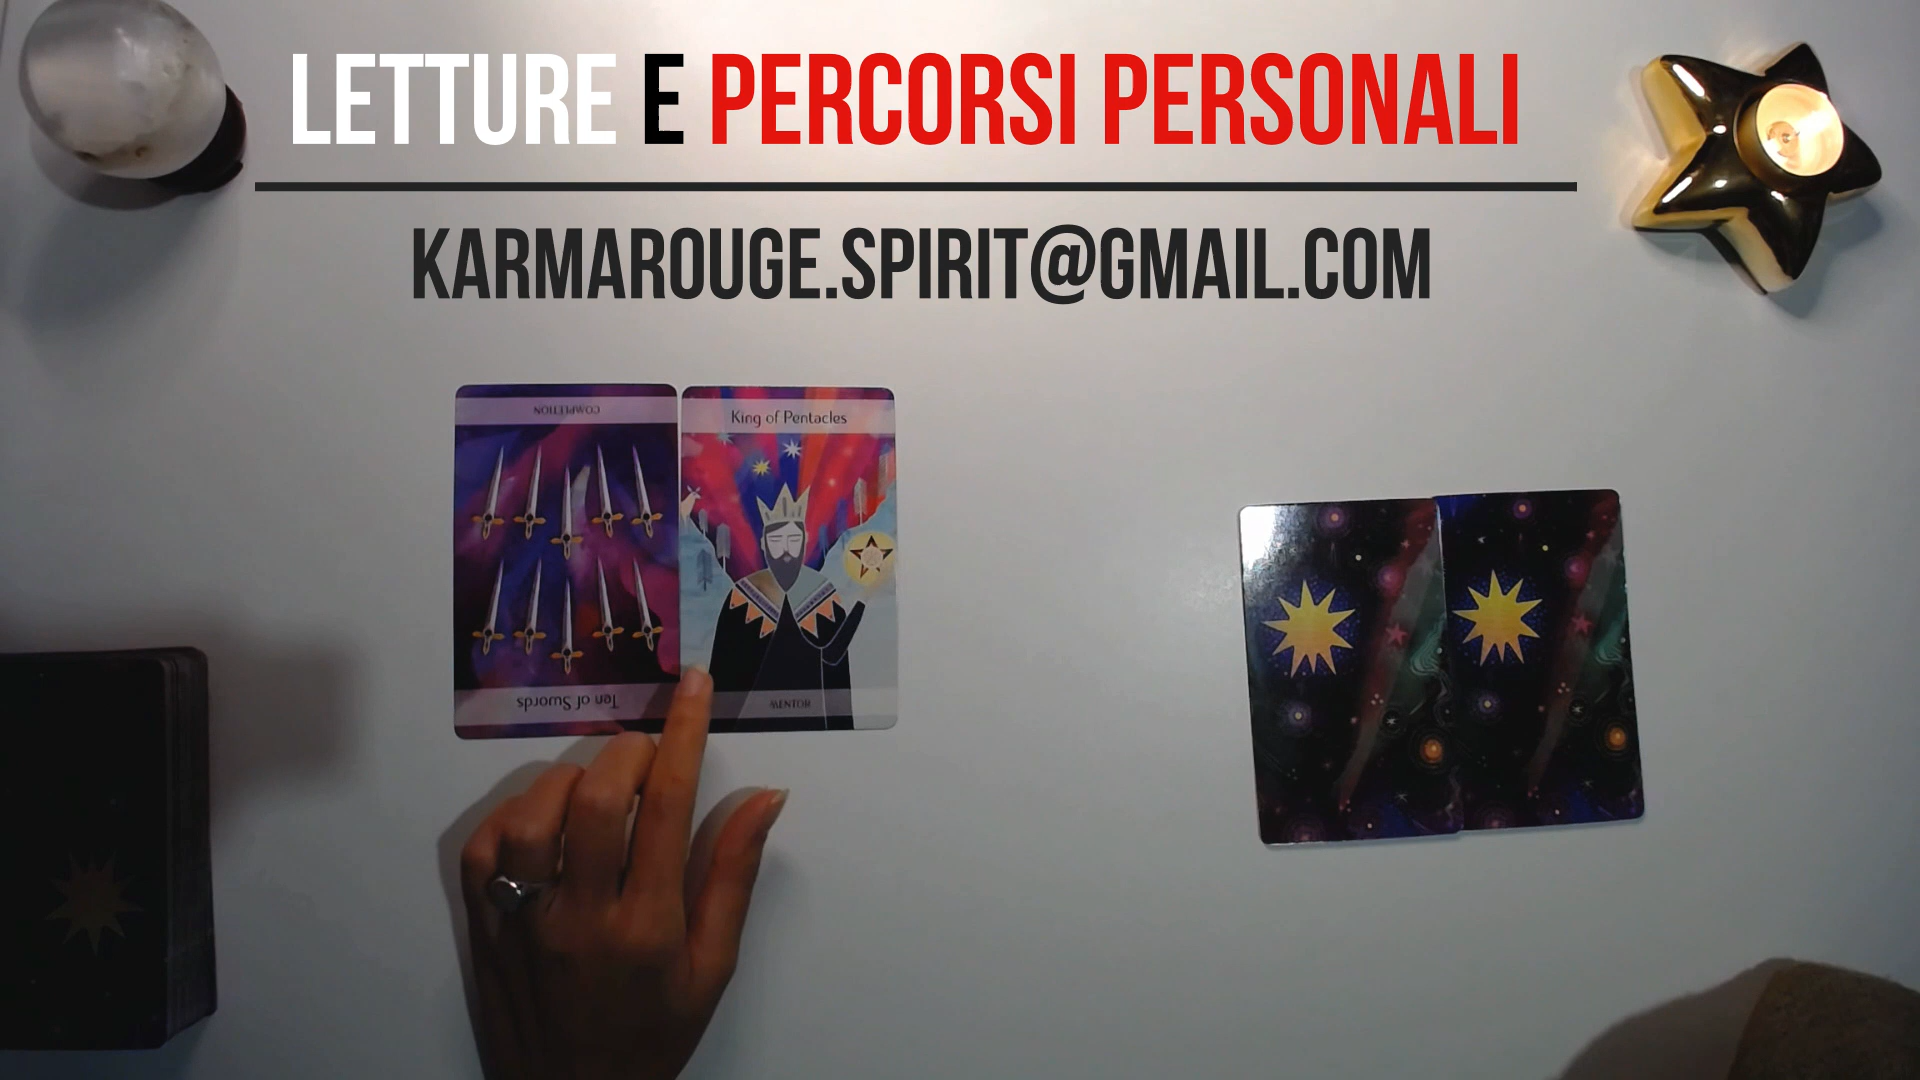 LETTURE E PERCORSI PERSONALI
KARMAROUGE.SPIRIT@GMAIL.COM
COMPLETION
King of Pentacles
Ten of Swords
MENTOR